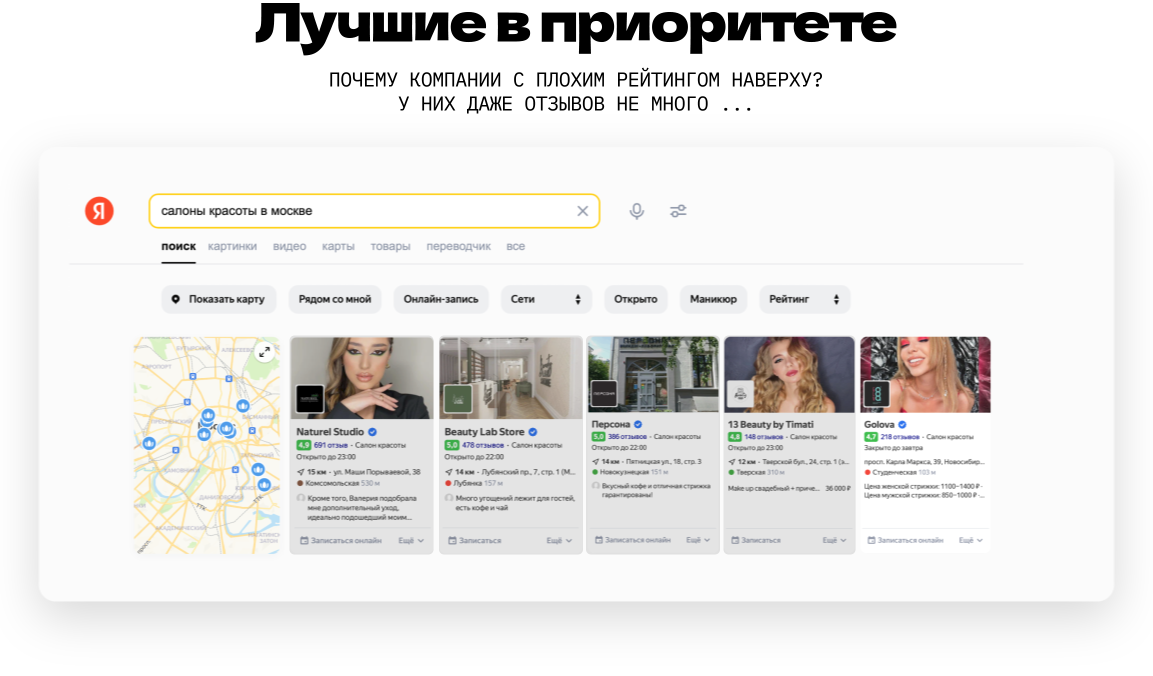 Лучшие в приоритете
ПОЧЕМУ КОМПАНИИ С ПЛОХИМ РЕЙТИНГОМ НАВЕРХУ?
У НИХ ДАЖЕ ОТЗЫВОВ НЕ МНОГО ...
Я
салоны красоты в москве
поиск картинки видео карты товары переводчик все
Показать карту Рядом со мной Онлайн-запись Сети Открыто Маникюр Рейтинг
Naturel Studio
4,9 691 отзыв · Салон красоты
Открыто до 23:00
15 км · ул. Маши Порываевой, 38
Комсомольская 530 м
Кроме того, Валерия подобрала
мне дополнительный уход,
идеально подошедший моим...
Записаться онлайн Ещё
Beauty Lab Store
5,0 478 отзывов · Салон красоты
Открыто до 22:00
14 км · Лубянский пр., 7, стр. 1 (М...
Лубянка 157 м
Много угощений лежит для гостей,
есть кофе и чай
Записаться Ещё
Персона
5,0 386 отзывов · Салон красоты
Открыто до 22:00
14 км · Пятницкая ул., 18, стр. 3
Новокузнецкая 151 м
Вкусный кофе и отличная стрижка
гарантированы!
Записаться онлайн Ещё
13 Beauty by Timati
4,8 148 отзывов · Салон красоты
Открыто до 23:00
12 км · Тверской бул., 24, стр. 1 (э...
Тверская 310 м
Make up свадебный + приче... 36 000 ₽
Записаться Ещё
Golova
4,7 218 отзывов · Салон красоты
Закрыто до завтра
просп. Карла Маркса, 39, Новосибир...
Студенческая 103 м
Цена женской стрижки: 1100–1400 ₽ ·
Цена мужской стрижки: 850–1000 ₽ ·...
Записаться онлайн Ещё